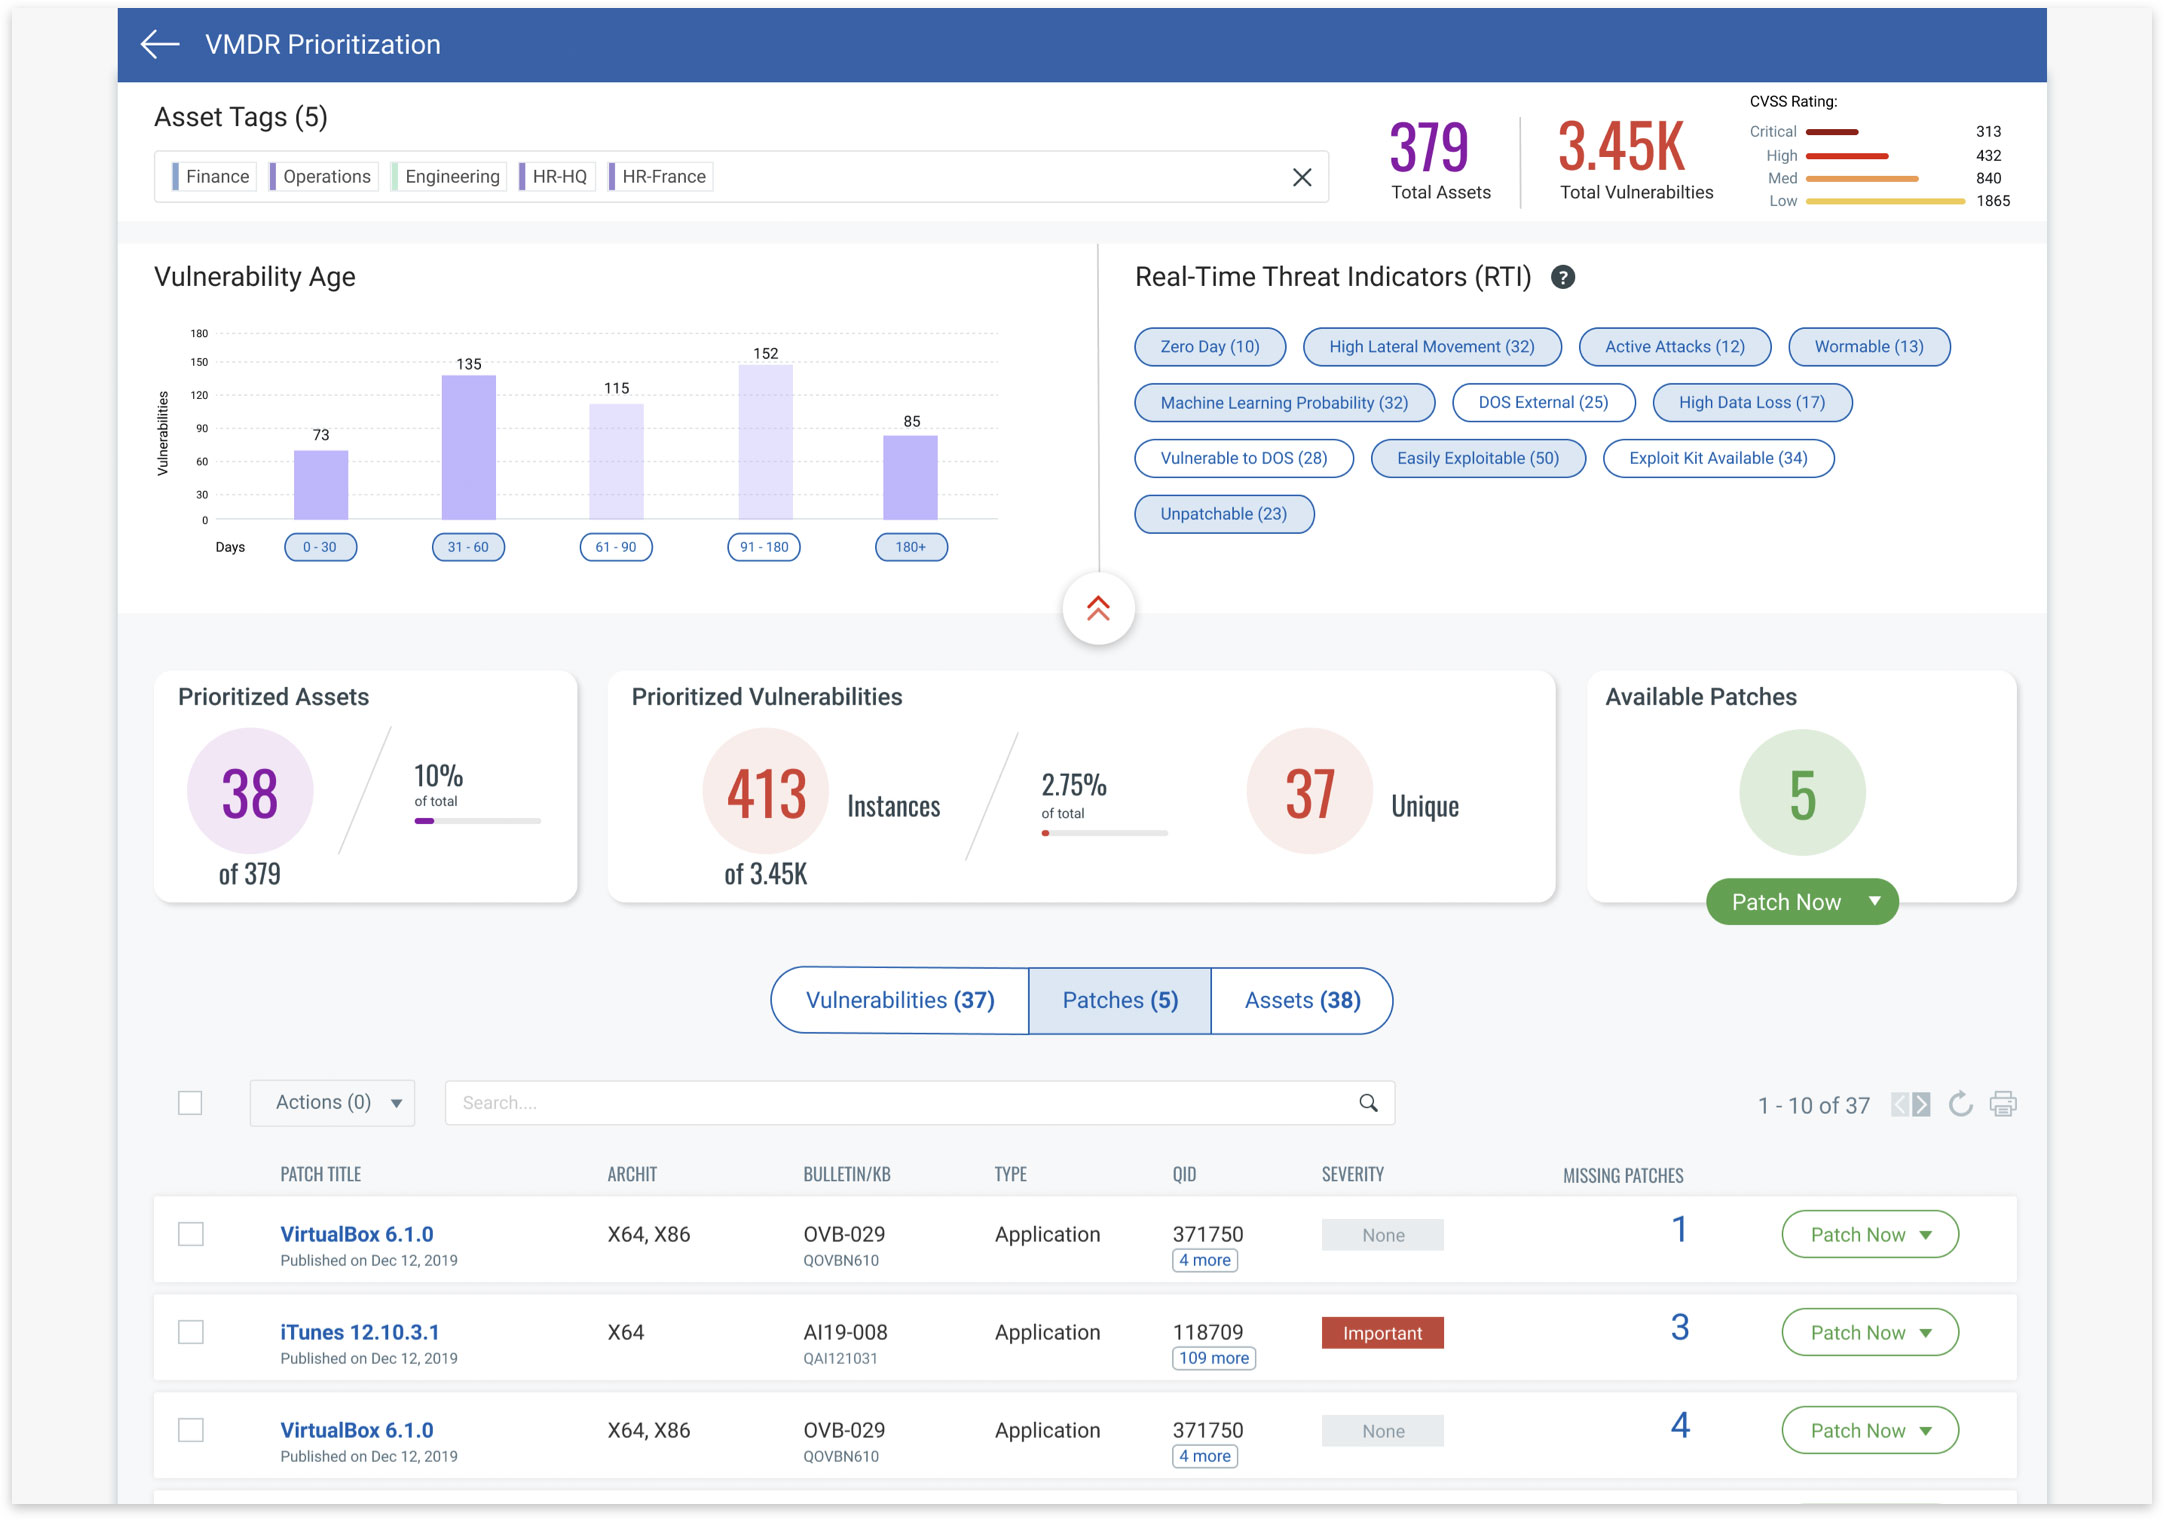 VMDR Prioritization
Asset Tags (5)
Finance Operations Engineering HR-HQ HR-France
379
Total Assets
3.45K
Total Vulnerabilties
CVSS Rating:
Critical 313
High 432
Med 840
Low 1865
Vulnerability Age
Vulnerabilities
180
150
120
90
60
30
0
73
135
115
152
85
Days 0 - 30 31 - 60 61 - 90 91 - 180 180+
Real-Time Threat Indicators (RTI) ?
Zero Day (10) High Lateral Movement (32) Active Attacks (12) Wormable (13)
Machine Learning Probability (32) DOS External (25) High Data Loss (17)
Vulnerable to DOS (28) Easily Exploitable (50) Exploit Kit Available (34)
Unpatchable (23)
Prioritized Assets
38
of 379
10%
of total
Prioritized Vulnerabilities
413 Instances
of 3.45K
2.75%
of total
37 Unique
Available Patches
5
Patch Now
Vulnerabilities (37) Patches (5) Assets (38)
Actions (0) Search.... 1 - 10 of 37
PATCH TITLE ARCHIT BULLETIN/KB TYPE QID SEVERITY MISSING PATCHES
VirtualBox 6.1.0 X64, X86 OVB-029 Application 371750 None 1 Patch Now
Published on Dec 12, 2019 QOVBN610 4 more
iTunes 12.10.3.1 X64 AI19-008 Application 118709 Important 3 Patch Now
Published on Dec 12, 2019 QAI121031 109 more
VirtualBox 6.1.0 X64, X86 OVB-029 Application 371750 None 4 Patch Now
Published on Dec 12, 2019 QOVBN610 4 more